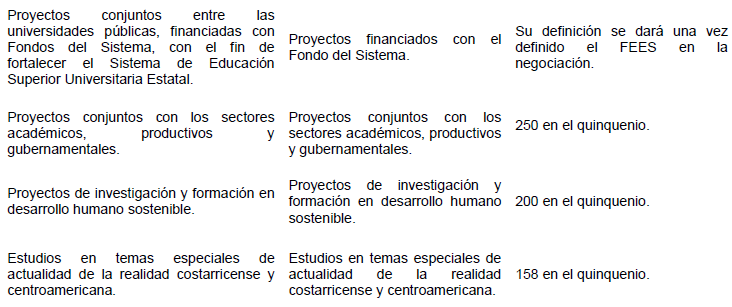 Proyectos conjuntos entre las
universidades públicas, financiadas con
Fondos del Sistema, con el fin de
fortalecer el Sistema de Educación
Superior Universitaria Estatal.
Proyectos financiados con el
Fondo del Sistema.
Su definición se dará una vez
definido el FEES en la
negociación.
Proyectos conjuntos con los sectores
académicos, productivos y
gubernamentales.
Proyectos conjuntos con los
sectores académicos, productivos
y gubernamentales.
250 en el quinquenio.
Proyectos de investigación y formación en
desarrollo humano sostenible.
Proyectos de investigación y
formación en desarrollo humano
sostenible.
200 en el quinquenio.
Estudios en temas especiales de
actualidad de la realidad costarricense y
centroamericana.
Estudios en temas especiales de
actualidad de la realidad
costarricense y centroamericana.
158 en el quinquenio.